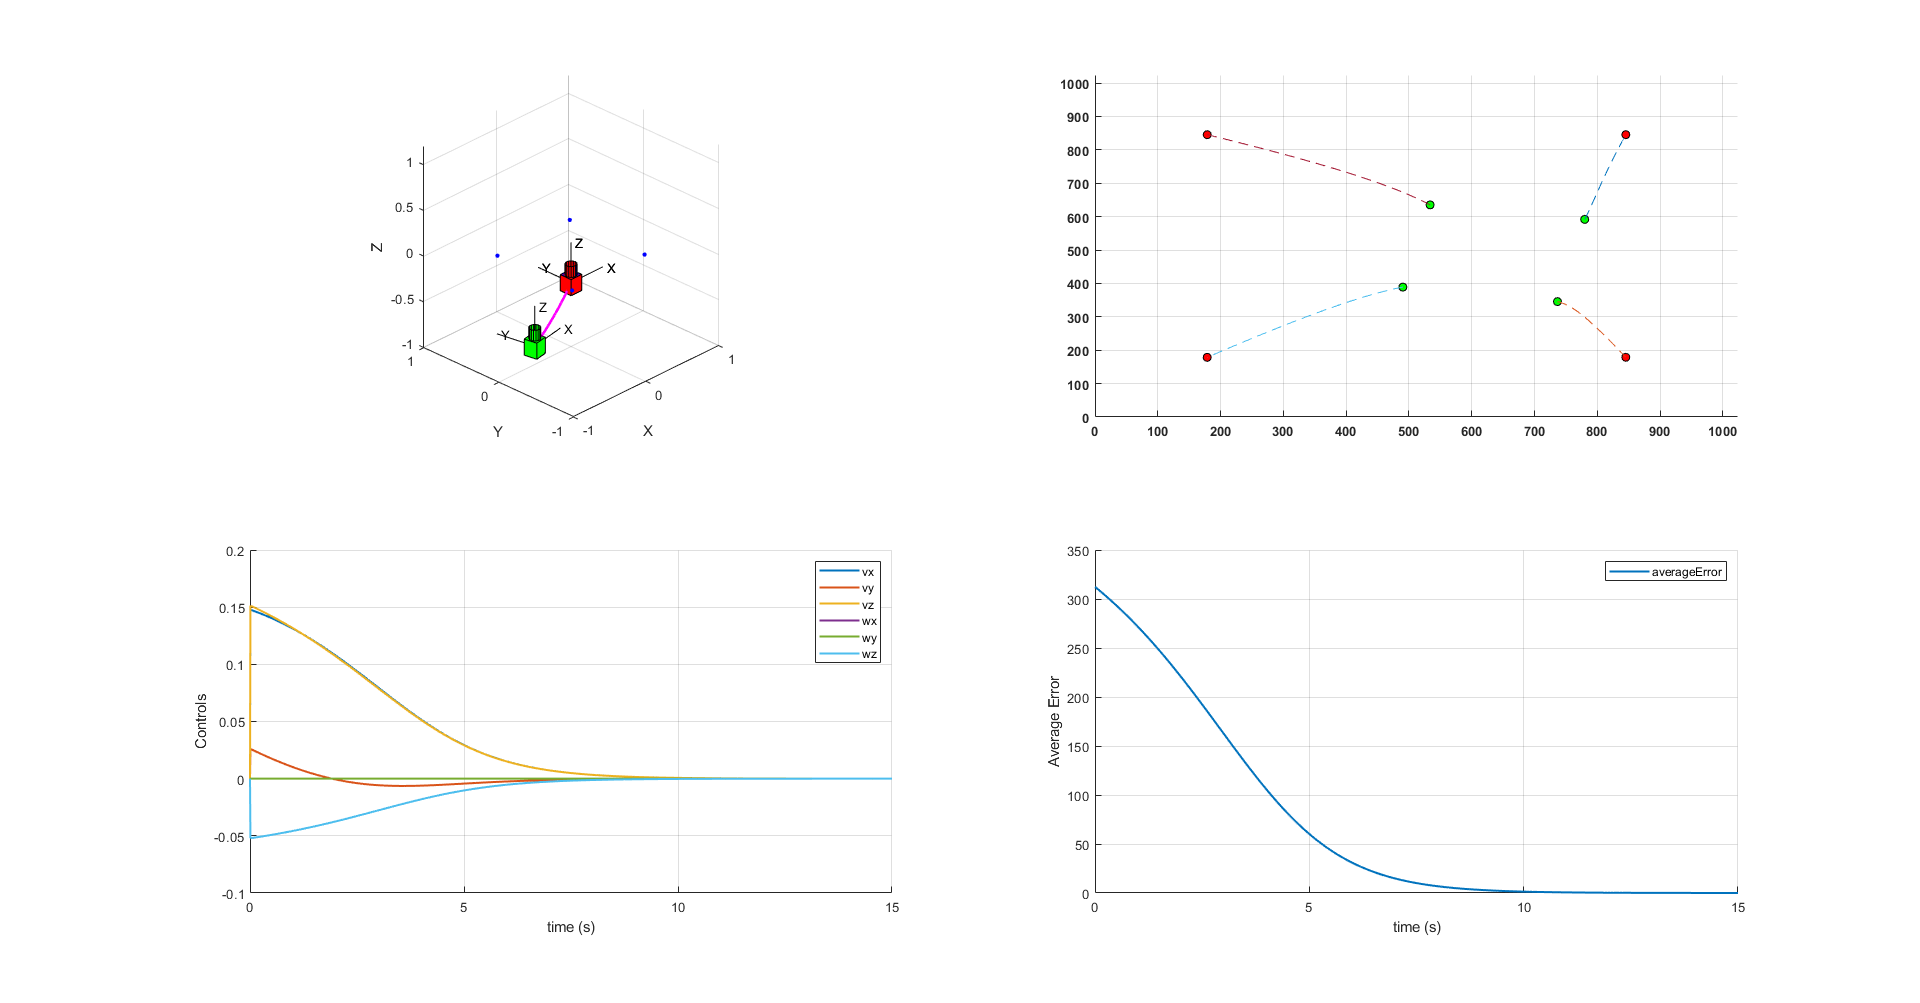 1
0.5
0
-0.5
-1
Z
Z
Y
X
Z
Y
X
1
0
-1
Y
-1
0
1
X
1000
900
800
700
600
500
400
300
200
100
0
0 100 200 300 400 500 600 700 800 900 1000
0.2
0.15
0.1
0.05
0
-0.05
-0.1
Controls
vx
vy
vz
wx
wy
wz
0 5 10 15
time (s)
350
300
250
200
150
100
50
0
Average Error
averageError
0 5 10 15
time (s)